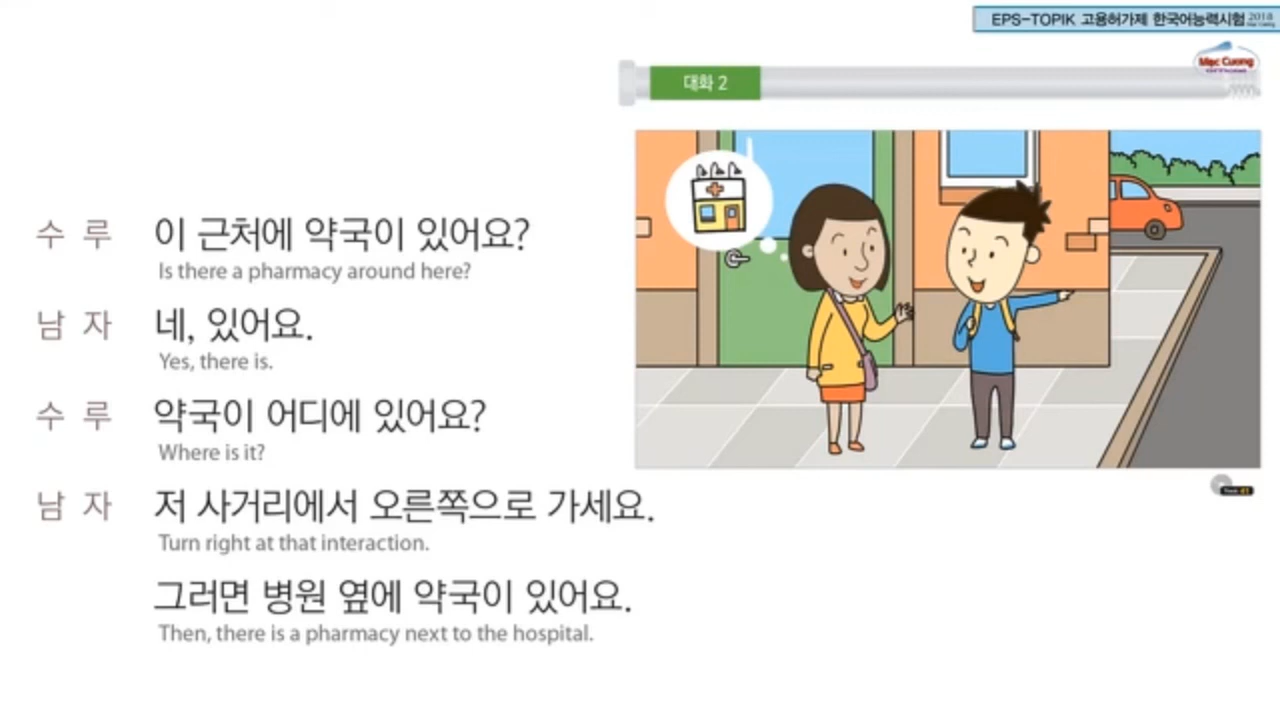 EPS-TOPIK 고용허가제 한국어능력시험 2018
Mạc Cương
대화 2
수 루 이 근처에 약국이 있어요?
Is there a pharmacy around here?
남 자 네, 있어요.
Yes, there is.
수 루 약국이 어디에 있어요?
Where is it?
남 자 저 사거리에서 오른쪽으로 가세요.
Turn right at that interaction.
그러면 병원 옆에 약국이 있어요.
Then, there is a pharmacy next to the hospital.